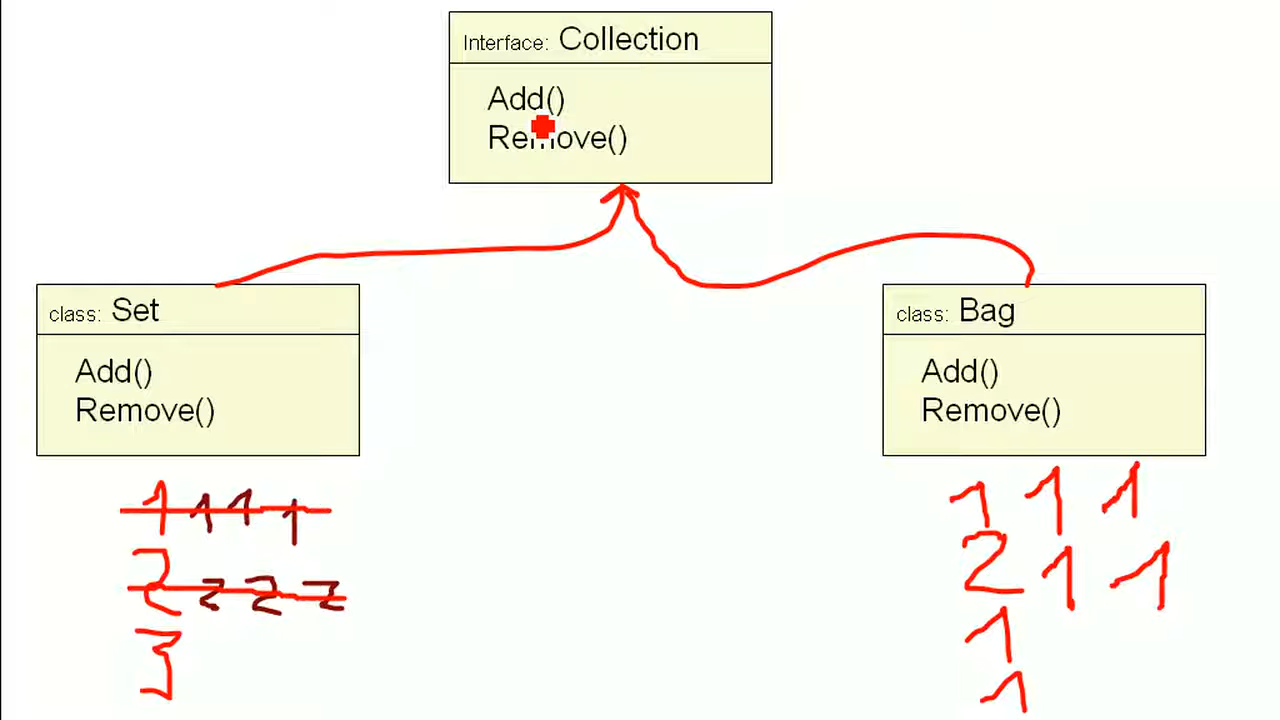 Interface: Collection
Add()
Remove()
class: Set
Add()
Remove()
class: Bag
Add()
Remove()
1 1 1 1
2 2 2 2
3
1 1 1
2 1 1
1
1